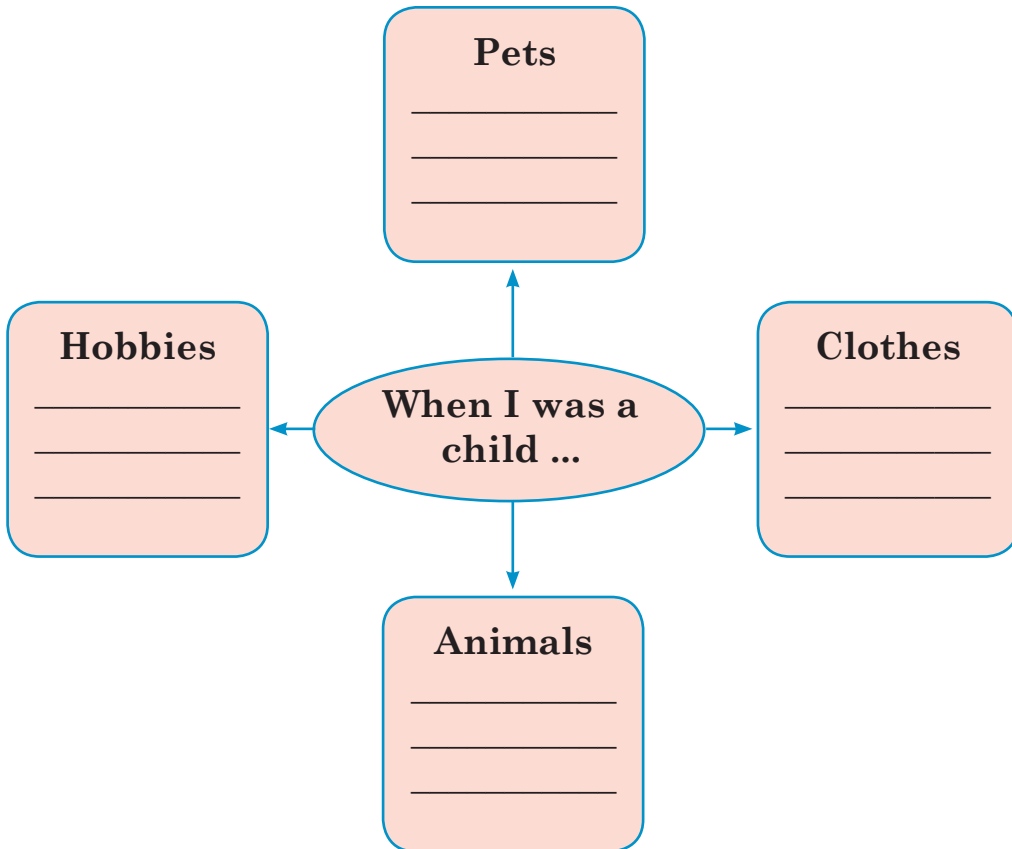 Pets
Hobbies
Clothes
When I was a
child ...
Animals